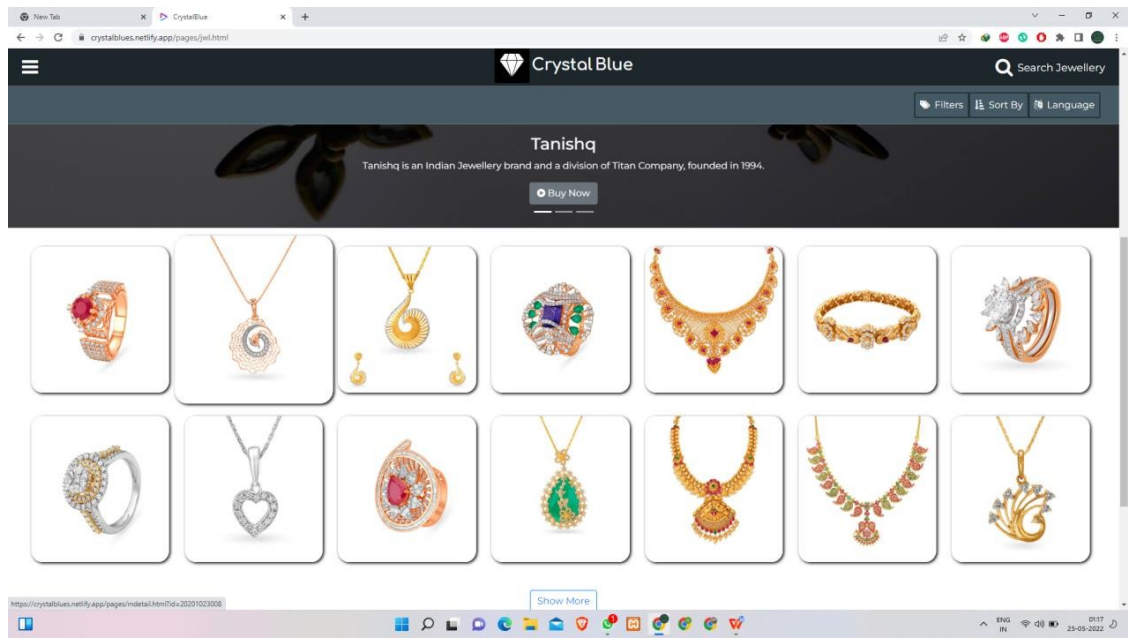 New Tab
CrystalBlue
crystalblues.netlify.app/pages/jwl.html
Crystal Blue
Search Jewellery
Filters
Sort By
Language
Tanishq
Tanishq is an Indian Jewellery brand and a division of Titan Company, founded in 1994.
Buy Now
Show More
https://crystalblues.netlify.app/pages/mdetail.html?id=20201023008
ENG
IN
01:17
25-05-2022